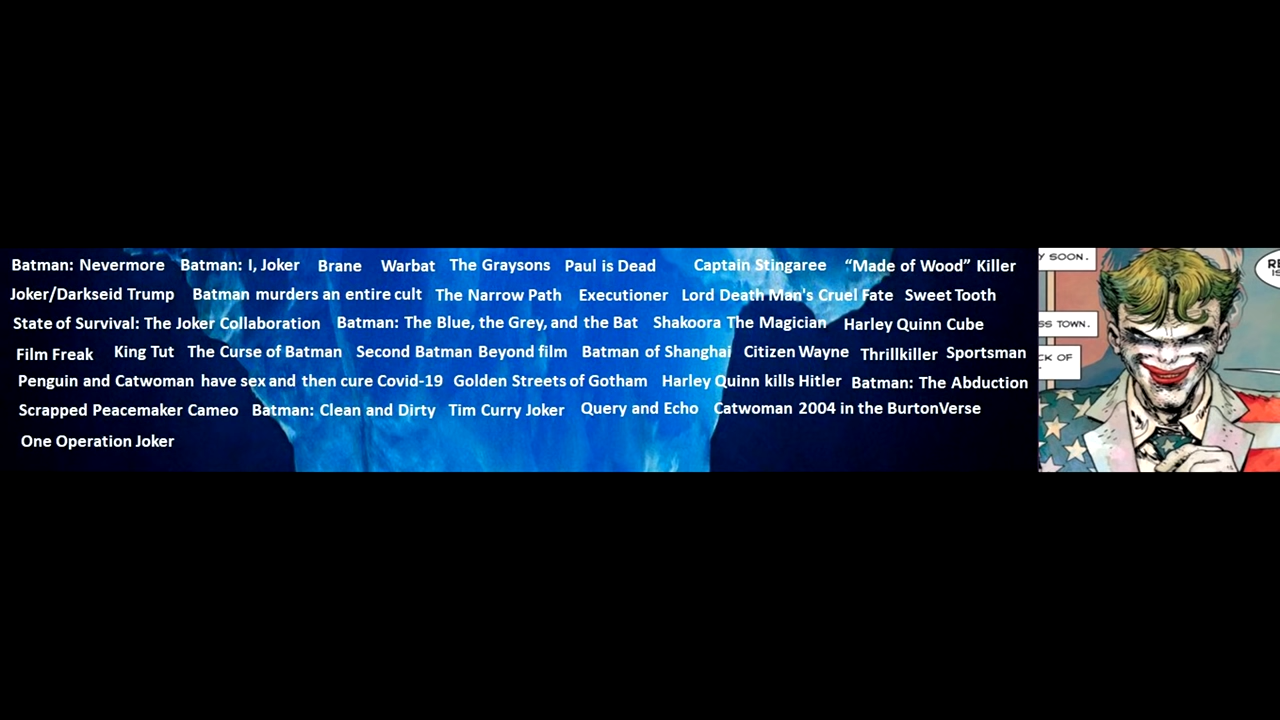 Batman: Nevermore Batman: I, Joker Brane Warbat The Graysons Paul is Dead Captain Stingaree “Made of Wood” Killer
Joker/Darkseid Trump Batman murders an entire cult The Narrow Path Executioner Lord Death Man's Cruel Fate Sweet Tooth
State of Survival: The Joker Collaboration Batman: The Blue, the Grey, and the Bat Shakoora The Magician Harley Quinn Cube
Film Freak King Tut The Curse of Batman Second Batman Beyond film Batman of Shanghai Citizen Wayne Thrillkiller Sportsman
Penguin and Catwoman have sex and then cure Covid-19 Golden Streets of Gotham Harley Quinn kills Hitler Batman: The Abduction
Scrapped Peacemaker Cameo Batman: Clean and Dirty Tim Curry Joker Query and Echo Catwoman 2004 in the BurtonVerse
One Operation Joker
SOON.
TOWN.
OF